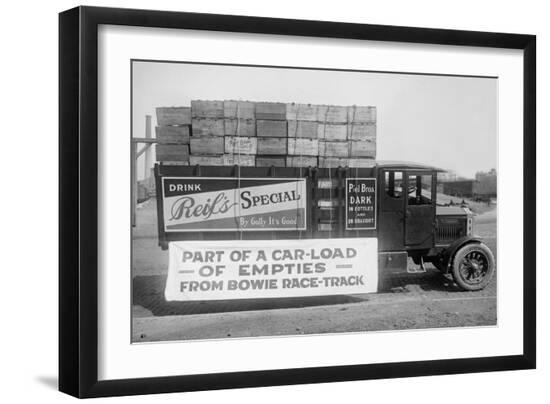 DRINK
Reif's - SPECIAL
By Golly It's Good
Piel Bros.
DARK
IN BOTTLES
AND
ON DRAUGHT
PART OF A CAR-LOAD
- OF EMPTIES -
FROM BOWIE RACE-TRACK